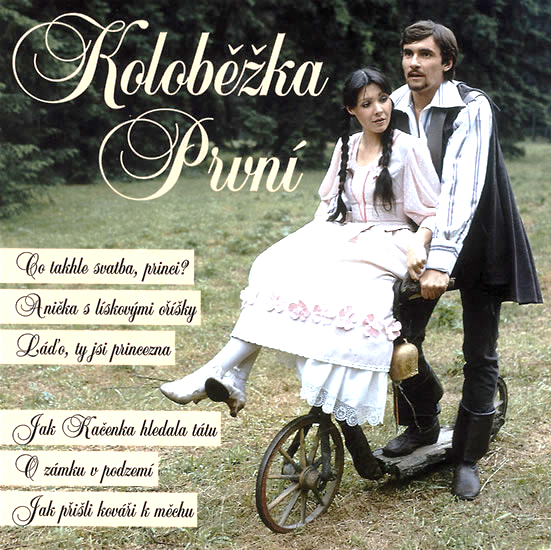 Koloběžka
První
Co takhle svatba, princi?
Anička s lískovými oříšky
Láďo, ty jsi princezna
Jak Kačenka hledala tátu
O zámku v podzemí
Jak přišli kováři k měchu